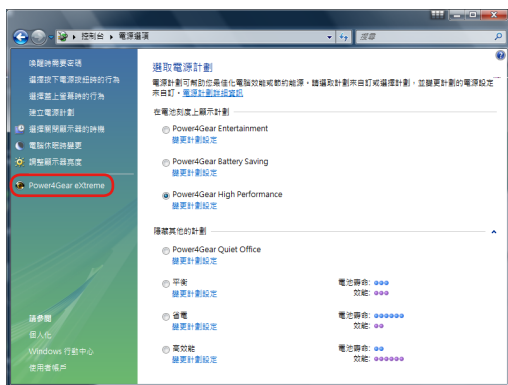 控制台 ▸ 電源選項
搜尋
喚醒時需要密碼
選擇按下電源按鈕時的行為
選擇蓋上螢幕時的行為
建立電源計劃
選擇關閉顯示器的時機
電腦休眠時變更
調整顯示器亮度
Power4Gear eXtreme
請參閱
個人化
Windows 行動中心
使用者帳戶
選取電源計劃
電源計劃可幫助您最佳化電腦效能或節約能源。請選取計劃來自訂或選擇計劃，並變更計劃的電源設定
來自訂。電源計劃詳細資訊
在電池刻度上顯示計劃
Power4Gear Entertainment
變更計劃設定
Power4Gear Battery Saving
變更計劃設定
Power4Gear High Performance
變更計劃設定
隱藏其他的計劃
Power4Gear Quiet Office
變更計劃設定
平衡
電池壽命:
變更計劃設定
效能:
省電
電池壽命:
變更計劃設定
效能:
高效能
電池壽命:
變更計劃設定
效能: